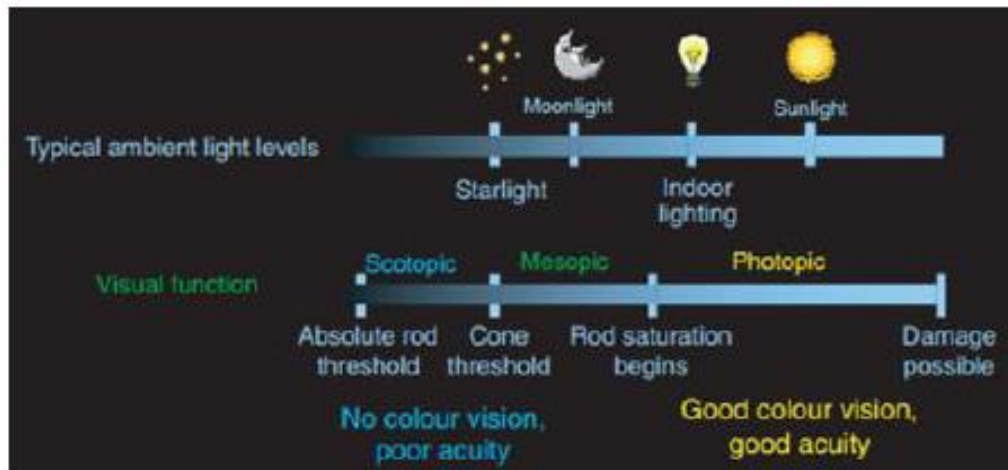 Moonlight
Sunlight
Typical ambient light levels
Starlight
Indoor
lighting
Scotopic
Mesopic
Photopic
Visual function
Absolute rod
threshold
Cone
threshold
Rod saturation
begins
Damage
possible
No colour vision,
poor acuity
Good colour vision,
good acuity